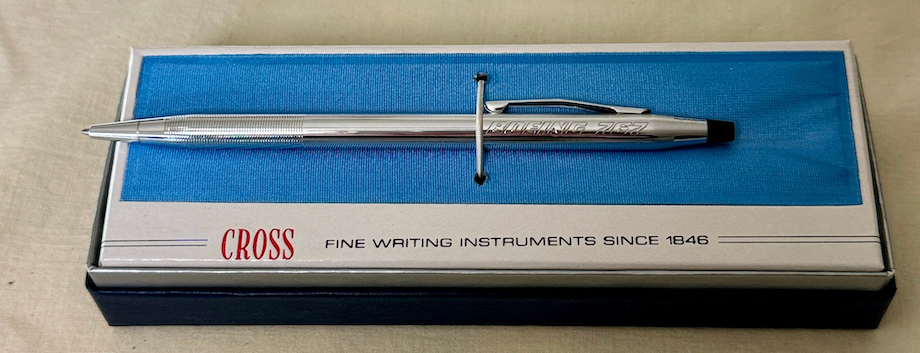 BOEING 767
CROSS FINE WRITING INSTRUMENTS SINCE 1846